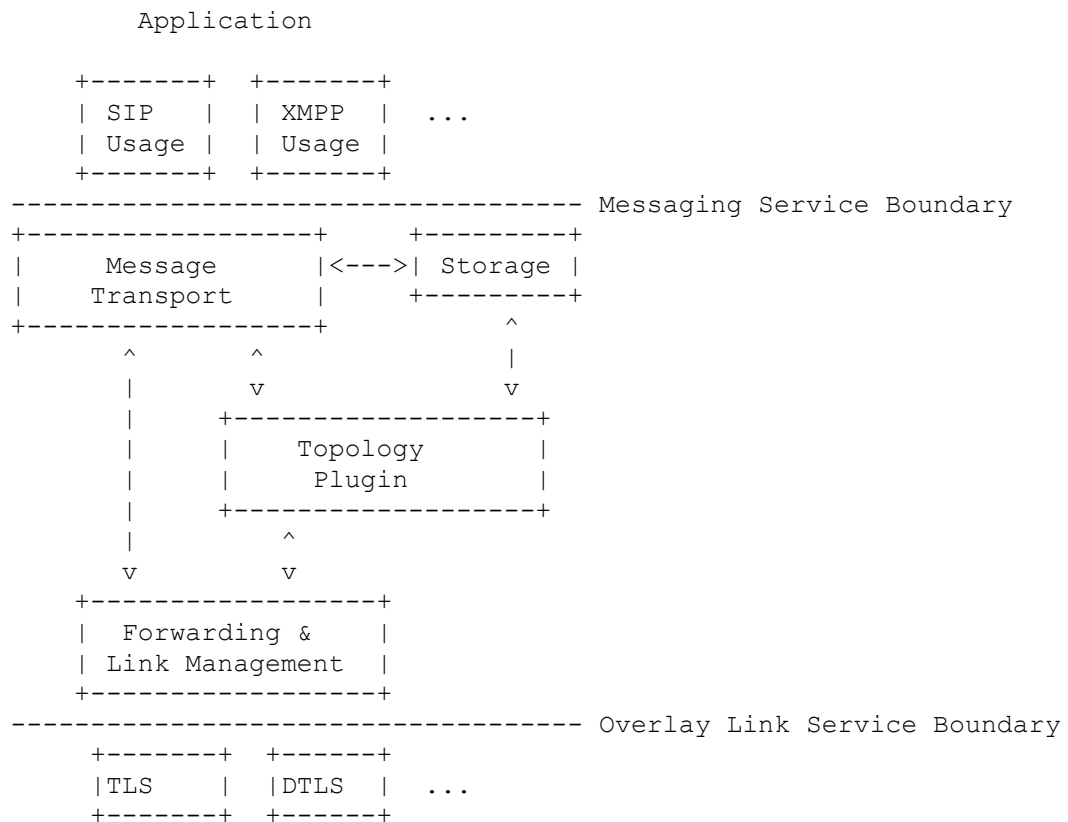 Application
+-------+  +-------+
| SIP   |  | XMPP  |  ...
| Usage |  | Usage |
+-------+  +-------+
------------------------------------ Messaging Service Boundary
+------------------+     +---------+
|     Message      |<--->| Storage |
|    Transport     |     +---------+
+------------------+           ^
^       ^               |
|       v               v
|     +-------------------+
|     |    Topology       |
|     |     Plugin        |
|     +-------------------+
|         ^
v         v
+------------------+
|  Forwarding &    |
| Link Management  |
+------------------+
------------------------------------ Overlay Link Service Boundary
+-------+  +------+
|TLS    |  |DTLS  |  ...
+-------+  +------+